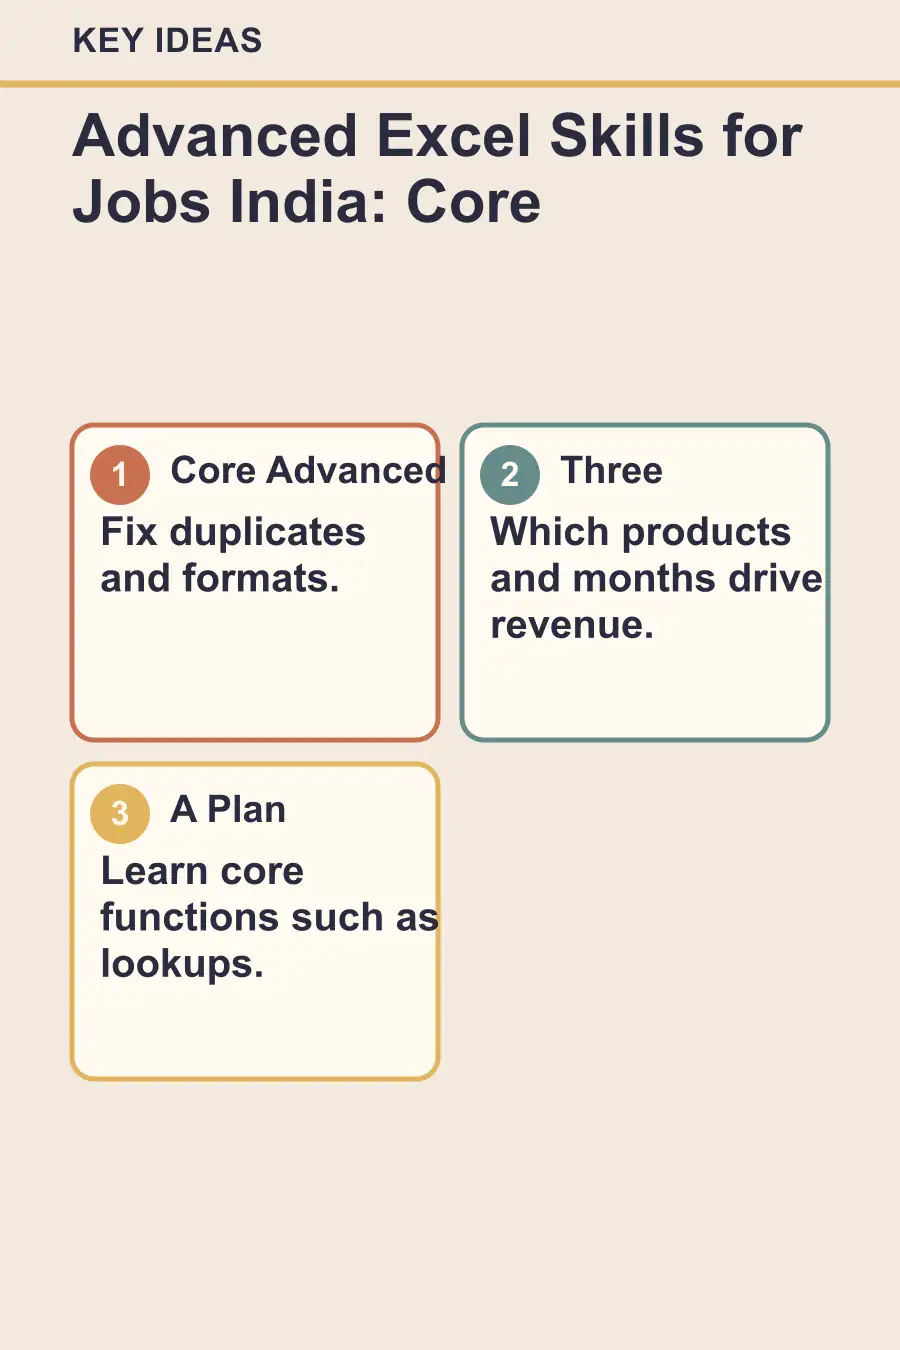 KEY IDEAS
Advanced Excel Skills for
Jobs India: Core
1 Core Advanced
Fix duplicates
and formats.
2 Three
Which products
and months drive
revenue.
3 A Plan
Learn core
functions such as
lookups.